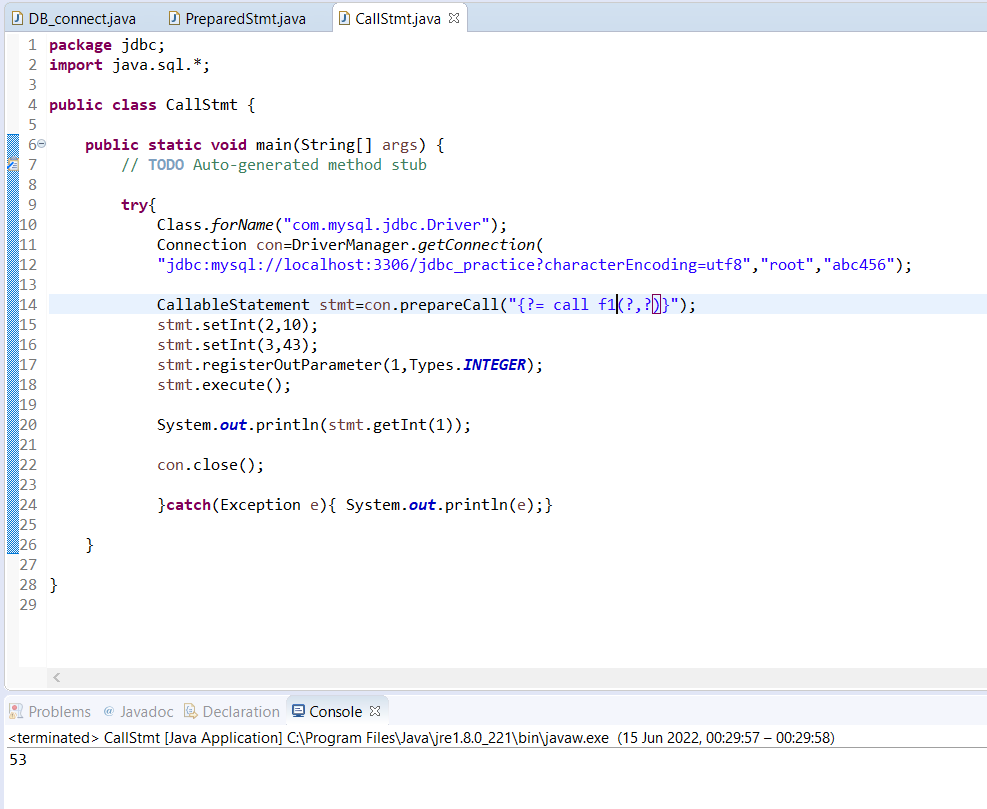 DB_connect.java PreparedStmt.java CallStmt.java
1 package jdbc;
2 import java.sql.*;
3
4 public class CallStmt {
5
6 public static void main(String[] args) {
7 // TODO Auto-generated method stub
8
9 try{
10 Class.forName("com.mysql.jdbc.Driver");
11 Connection con=DriverManager.getConnection(
12 "jdbc:mysql://localhost:3306/jdbc_practice?characterEncoding=utf8","root","abc456");
13
14 CallableStatement stmt=con.prepareCall("{?= call f1(?,?)}");
15 stmt.setInt(2,10);
16 stmt.setInt(3,43);
17 stmt.registerOutParameter(1,Types.INTEGER);
18 stmt.execute();
19
20 System.out.println(stmt.getInt(1));
21
22 con.close();
23
24 }catch(Exception e){ System.out.println(e);}
25
26 }
27
28 }
29
Problems @ Javadoc Declaration Console
<terminated> CallStmt [Java Application] C:\Program Files\Java\jre1.8.0_221\bin\javaw.exe (15 Jun 2022, 00:29:57 – 00:29:58)
53